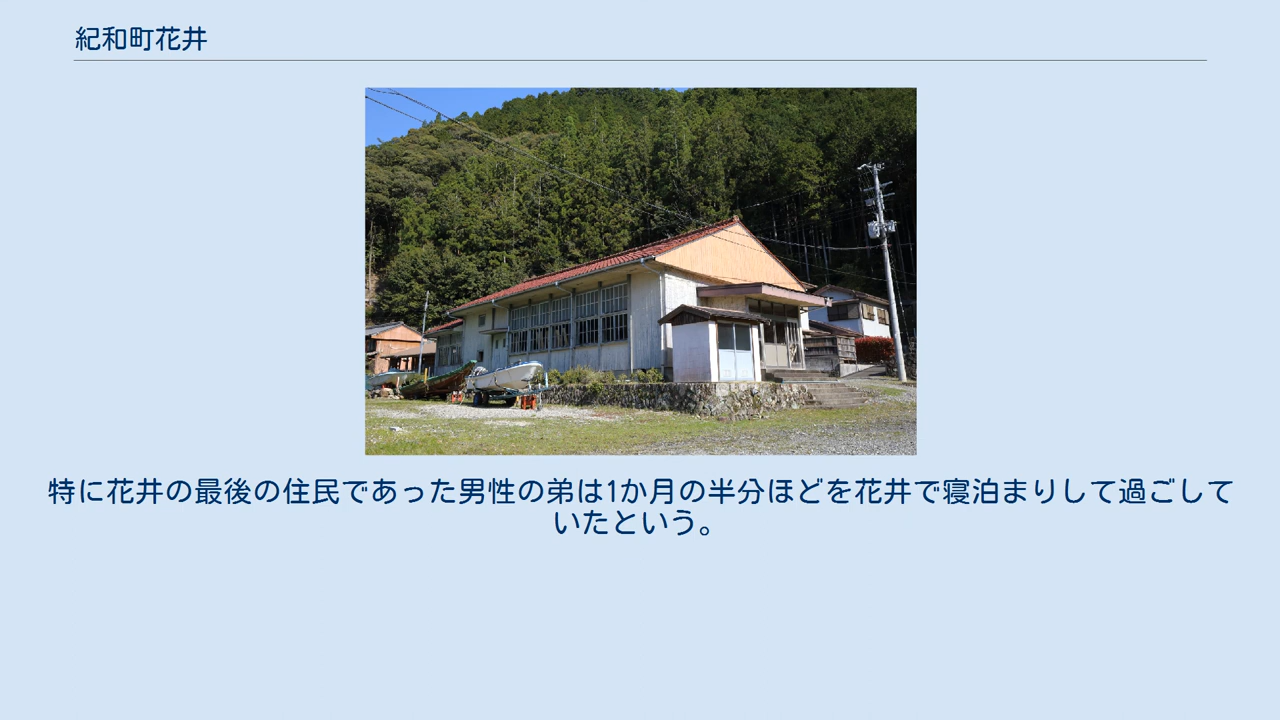 紀和町花井
特に花井の最後の住民であった男性の弟は1か月の半分ほどを花井で寝泊まりして過ごして
いたという。